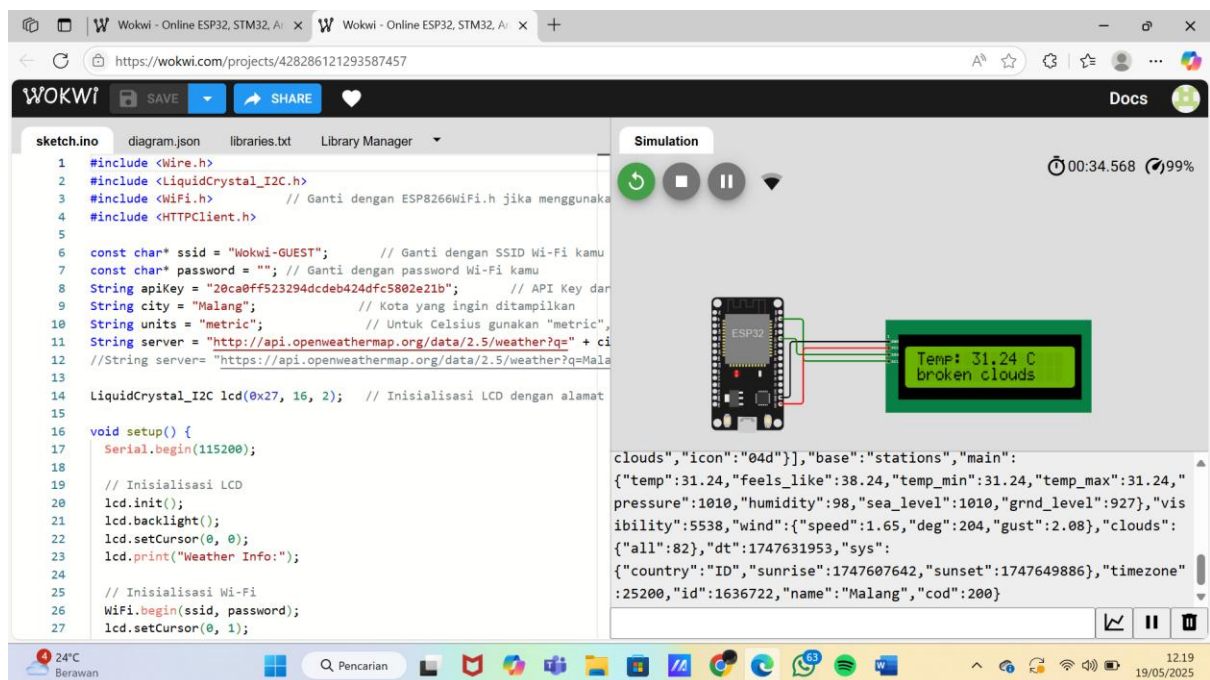 Wokwi - Online ESP32, STM32, Ar
Wokwi - Online ESP32, STM32, Ar
https://wokwi.com/projects/428286121293587457
WOKWI SAVE SHARE Docs
sketch.ino diagram.json libraries.txt Library Manager
Simulation
00:34.568 99%
1 #include <Wire.h>
2 #include <LiquidCrystal_I2C.h>
3 #include <WiFi.h> // Ganti dengan ESP8266WiFi.h jika menggunaka
4 #include <HTTPClient.h>
5
6 const char* ssid = "Wokwi-GUEST"; // Ganti dengan SSID Wi-Fi kamu
7 const char* password = ""; // Ganti dengan password Wi-Fi kamu
8 String apiKey = "20ca0ff523294dcdeb424dfc5802e21b"; // API Key dar
9 String city = "Malang"; // Kota yang ingin ditampilkan
10 String units = "metric"; // Untuk Celsius gunakan "metric",
11 String server = "http://api.openweathermap.org/data/2.5/weather?q=" + ci
12 //String server= "https://api.openweathermap.org/data/2.5/weather?q=Mala
13
14 LiquidCrystal_I2C lcd(0x27, 16, 2); // Inisialisasi LCD dengan alamat
15
16 void setup() {
17 Serial.begin(115200);
18
19 // Inisialisasi LCD
20 lcd.init();
21 lcd.backlight();
22 lcd.setCursor(0, 0);
23 lcd.print("Weather Info:");
24
25 // Inisialisasi Wi-Fi
26 WiFi.begin(ssid, password);
27 lcd.setCursor(0, 1);
ESP32
Temp: 31.24 C
broken clouds
clouds","icon":"04d"}],"base":"stations","main":
{"temp":31.24,"feels_like":38.24,"temp_min":31.24,"temp_max":31.24,"
pressure":1010,"humidity":98,"sea_level":1010,"grnd_level":927},"vis
ibility":5538,"wind":{"speed":1.65,"deg":204,"gust":2.08},"clouds":
{"all":82},"dt":1747631953,"sys":
{"country":"ID","sunrise":1747607642,"sunset":1747649886},"timezone"
:25200,"id":1636722,"name":"Malang","cod":200}
4
24°C
Berawan
Pencarian
63
12.19
19/05/2025